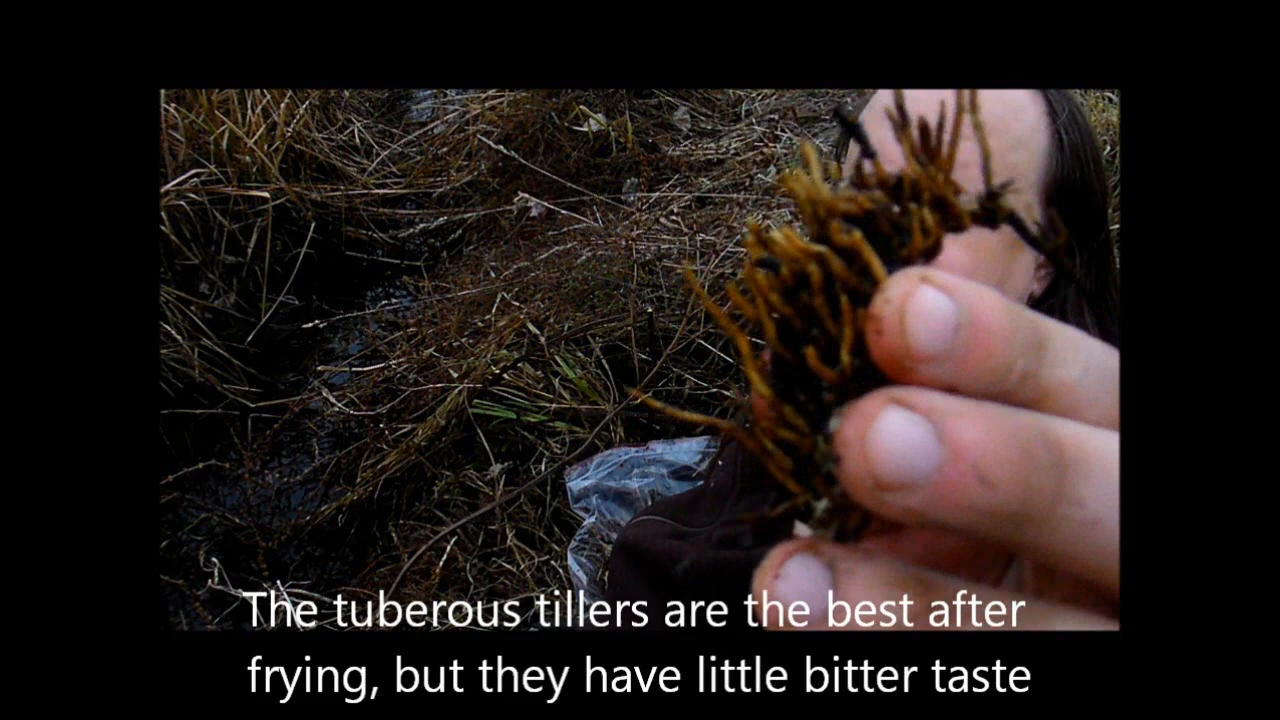 The tuberous tillers are the best after
frying, but they have little bitter taste